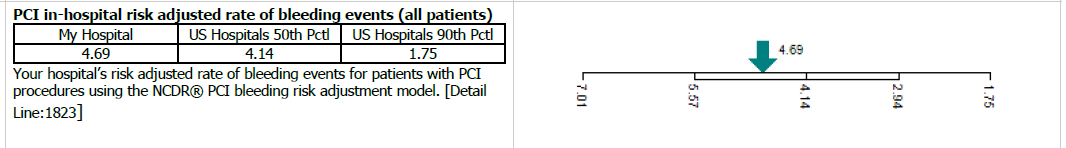 PCI in-hospital risk adjusted rate of bleeding events (all patients)
My Hospital US Hospitals 50th Pctl US Hospitals 90th Pctl
4.69 4.14 1.75
Your hospital's risk adjusted rate of bleeding events for patients with PCI
procedures using the NCDR® PCI bleeding risk adjustment model. [Detail
Line:1823]
4.69
7.01 5.57 4.14 2.94 1.75